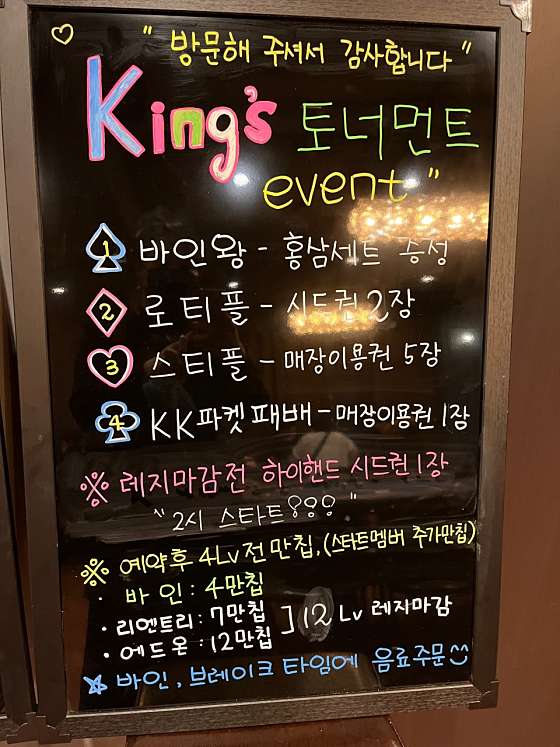 " 방문해 주셔서 감사합니다 "
King's 토너먼트
event "
1 바인왕 - 홍삼세트 증정
2 로티플 - 시드권 2장
3 스티플 - 매장이용권 5장
4 KK파켓패배 - 매장이용권 1장
※ 레지마감전 하이핸드 시드권 1장
" 2시 스타트!!! "
※ 예약후 4Lv전 만칩, (스타트멤버 추가만칩)
· 바인 : 4만칩
· 리엔트리 : 7만칩
· 에드온 : 12만칩 ] 12 Lv 레지마감
☆ 바인, 브레이크 타임에 음료주문